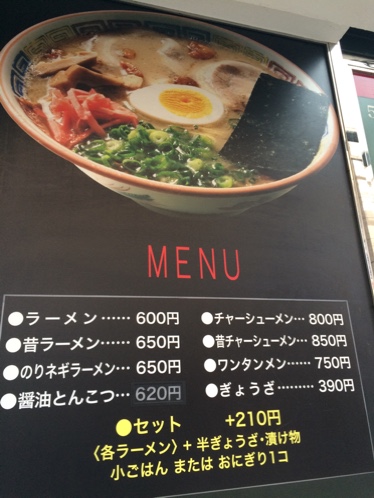 MENU
●ラーメン…… 600円
●昔ラーメン…… 650円
●のりネギラーメン…… 650円
●醤油とんこつ… 620円
●チャーシューメン… 800円
●昔チャーシューメン… 850円
●ワンタンメン…… 750円
●ぎょうざ……… 390円
●セット +210円
〈各ラーメン〉+ 半ぎょうざ・漬け物
小ごはん または おにぎり1コ